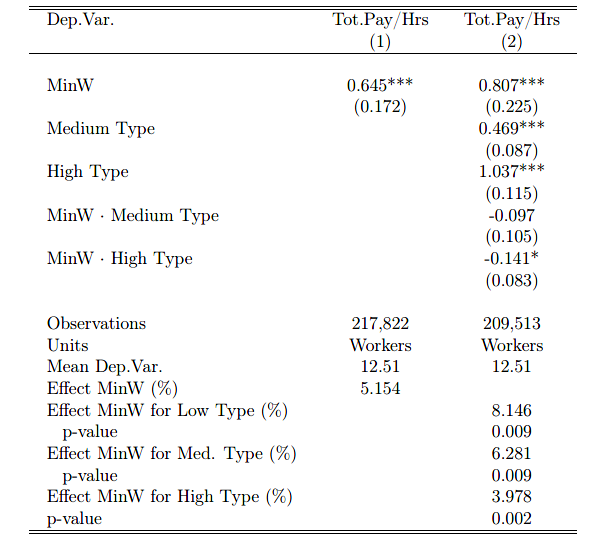 Dep.Var. Tot.Pay/Hrs Tot.Pay/Hrs
(1) (2)
MinW 0.645*** 0.807***
(0.172) (0.225)
Medium Type 0.469***
(0.087)
High Type 1.037***
(0.115)
MinW · Medium Type -0.097
(0.105)
MinW · High Type -0.141*
(0.083)
Observations 217,822 209,513
Units Workers Workers
Mean Dep.Var. 12.51 12.51
Effect MinW (%) 5.154
Effect MinW for Low Type (%) 8.146
p-value 0.009
Effect MinW for Med. Type (%) 6.281
p-value 0.009
Effect MinW for High Type (%) 3.978
p-value 0.002